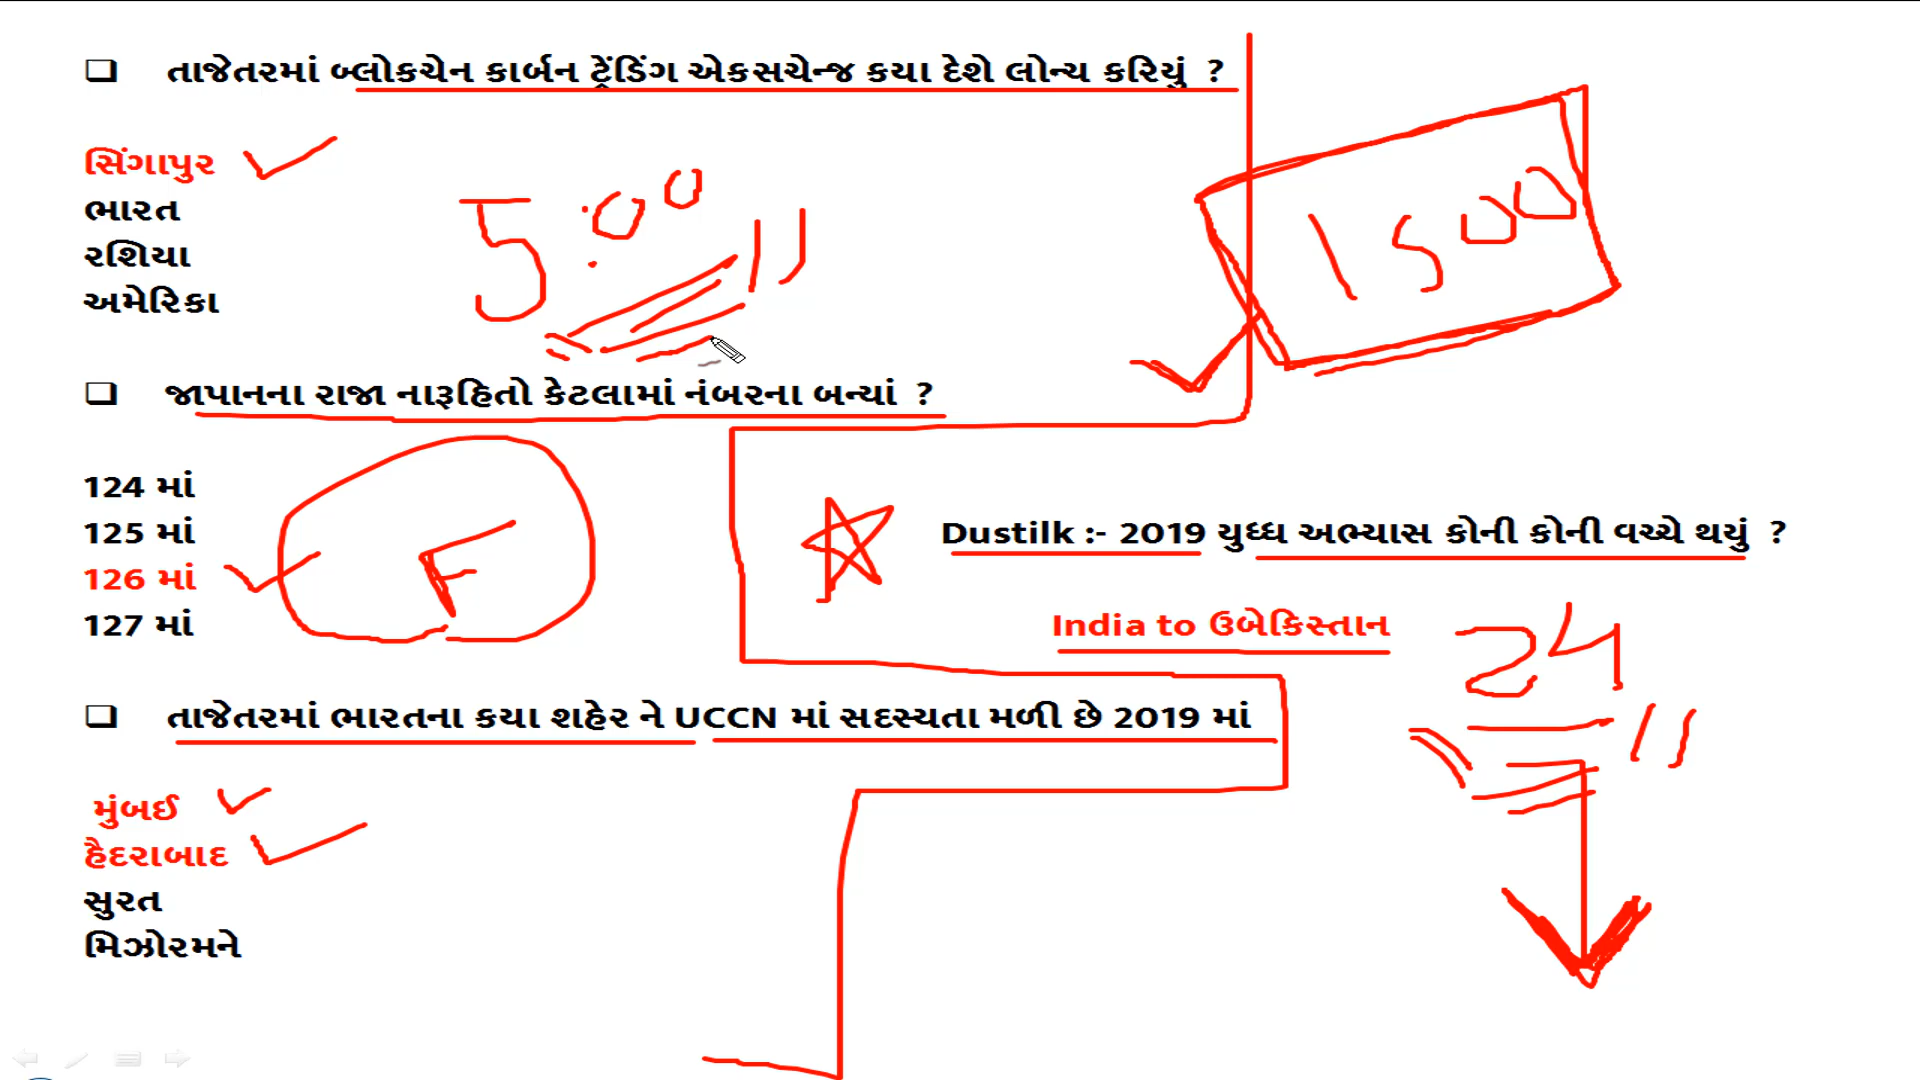 ❑ તાજેતરમાં બ્લોકચેન કાર્બન ટ્રેંડિંગ એકસચેન્જ કયા દેશે લોન્ચ કરિયું ?
સિંગાપુર
ભારત
રશિયા
અમેરિકા
5:00
1500
❑ જાપાનના રાજા નારૂહિતો કેટલામાં નંબરના બન્યાં ?
124 માં
125 માં
126 માં
127 માં
F
Dustilk :- 2019 યુધ્ધ અભ્યાસ કોની કોની વચ્ચે થયું ?
India to ઉબેકિસ્તાન
24
❑ તાજેતરમાં ભારતના કયા શહેર ને UCCN માં સદસ્યતા મળી છે 2019 માં
મુંબઈ
હૈદરાબાદ
સુરત
મિઝોરમને